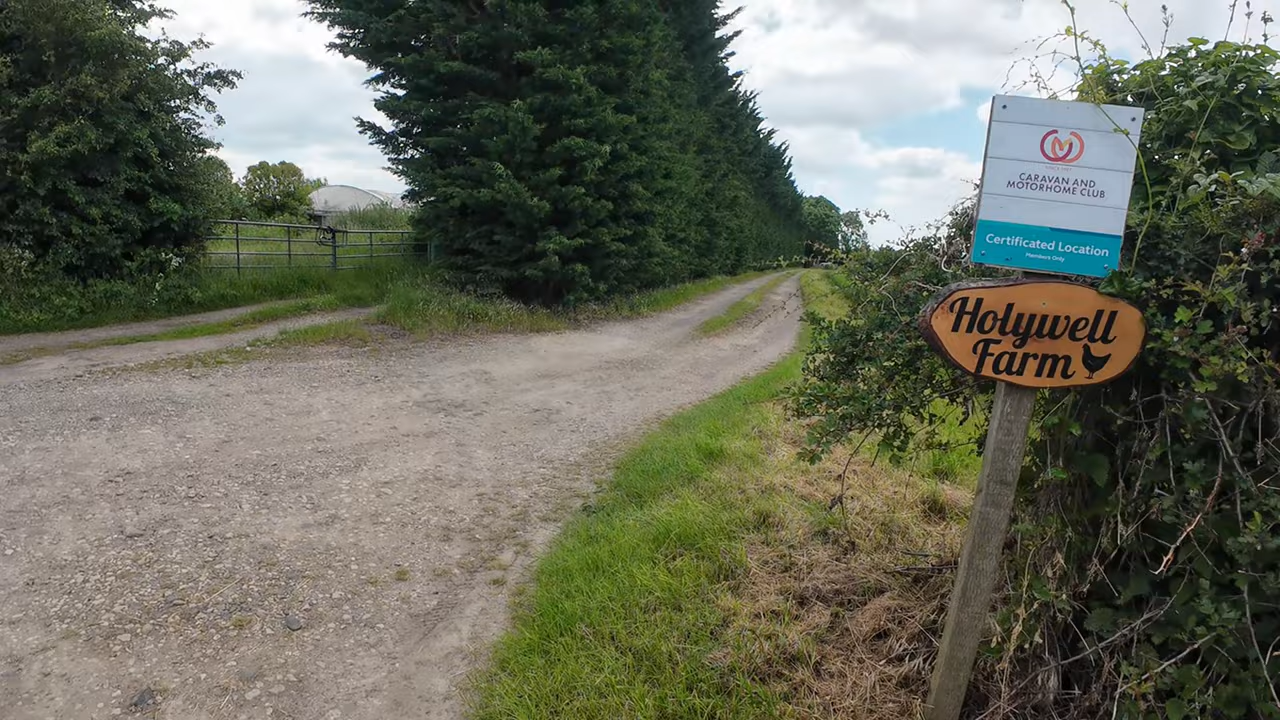 CARAVAN AND
MOTORHOME CLUB
Certificated Location
Members Only
Holywell
Farm